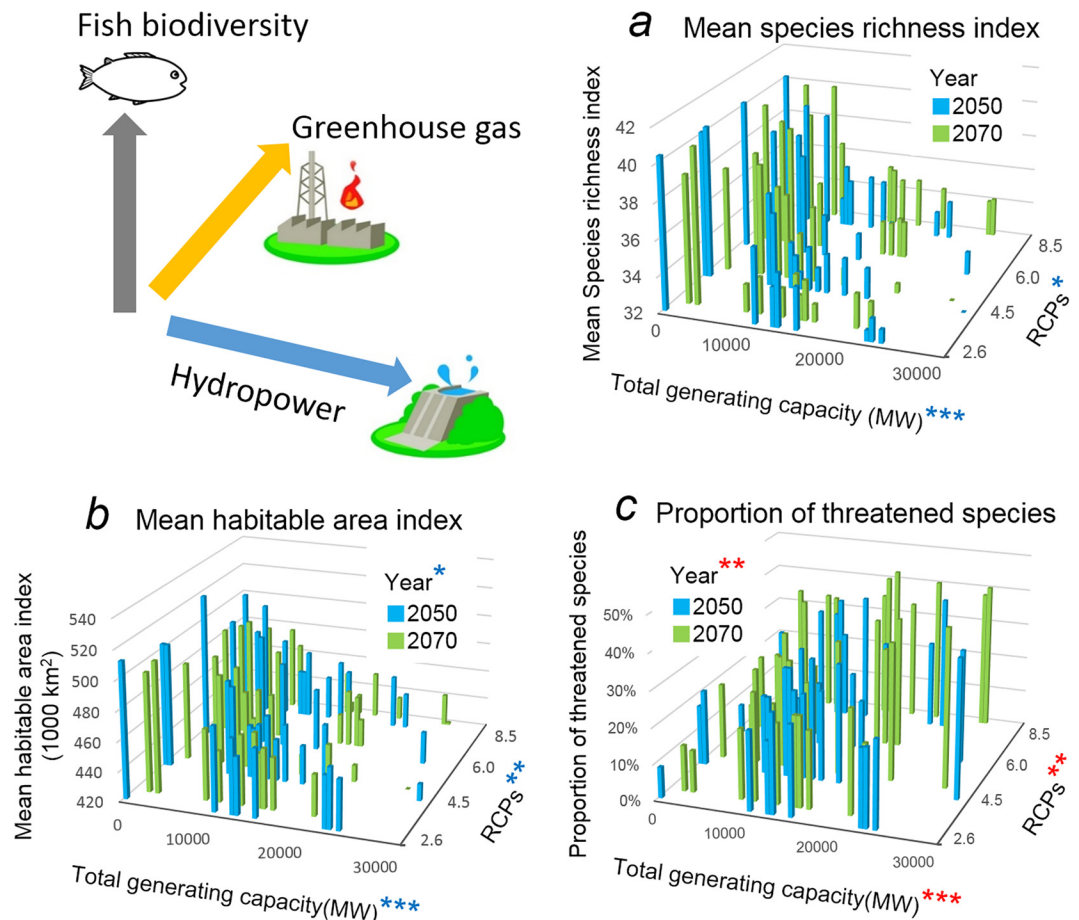 Fish biodiversity
Greenhouse gas
Hydropower
a Mean species richness index
Year
2050
2070
Mean Species richness index
42
40
38
36
34
32
0
10000
20000
30000
2.6
4.5
6.0
8.5
RCPs *
Total generating capacity (MW)***
b Mean habitable area index
Year*
2050
2070
Mean habitable area index
(1000 km²)
540
520
500
480
460
440
420
0
10000
20000
30000
2.6
4.5
6.0
8.5
RCPs **
Total generating capacity(MW)***
c Proportion of threatened species
Year**
2050
2070
Proportion of threatened species
50%
40%
30%
20%
10%
0%
0
10000
20000
30000
2.6
4.5
6.0
8.5
RCPs **
Total generating capacity(MW)***